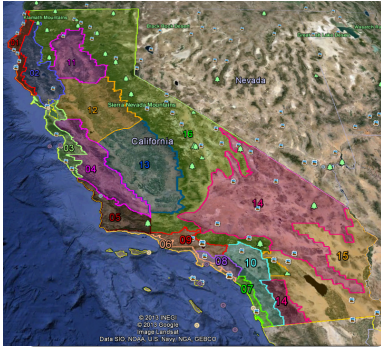 Klamath Mountains
01
02
11
Nevada
12
Sierra Nevada Mountains
California
16
03
13
04
14
05
06
09
08
10
15
07
14
© 2013 INEGI
© 2013 Google
Image Landsat
Data SIO, NOAA, U.S. Navy, NGA, GEBCO